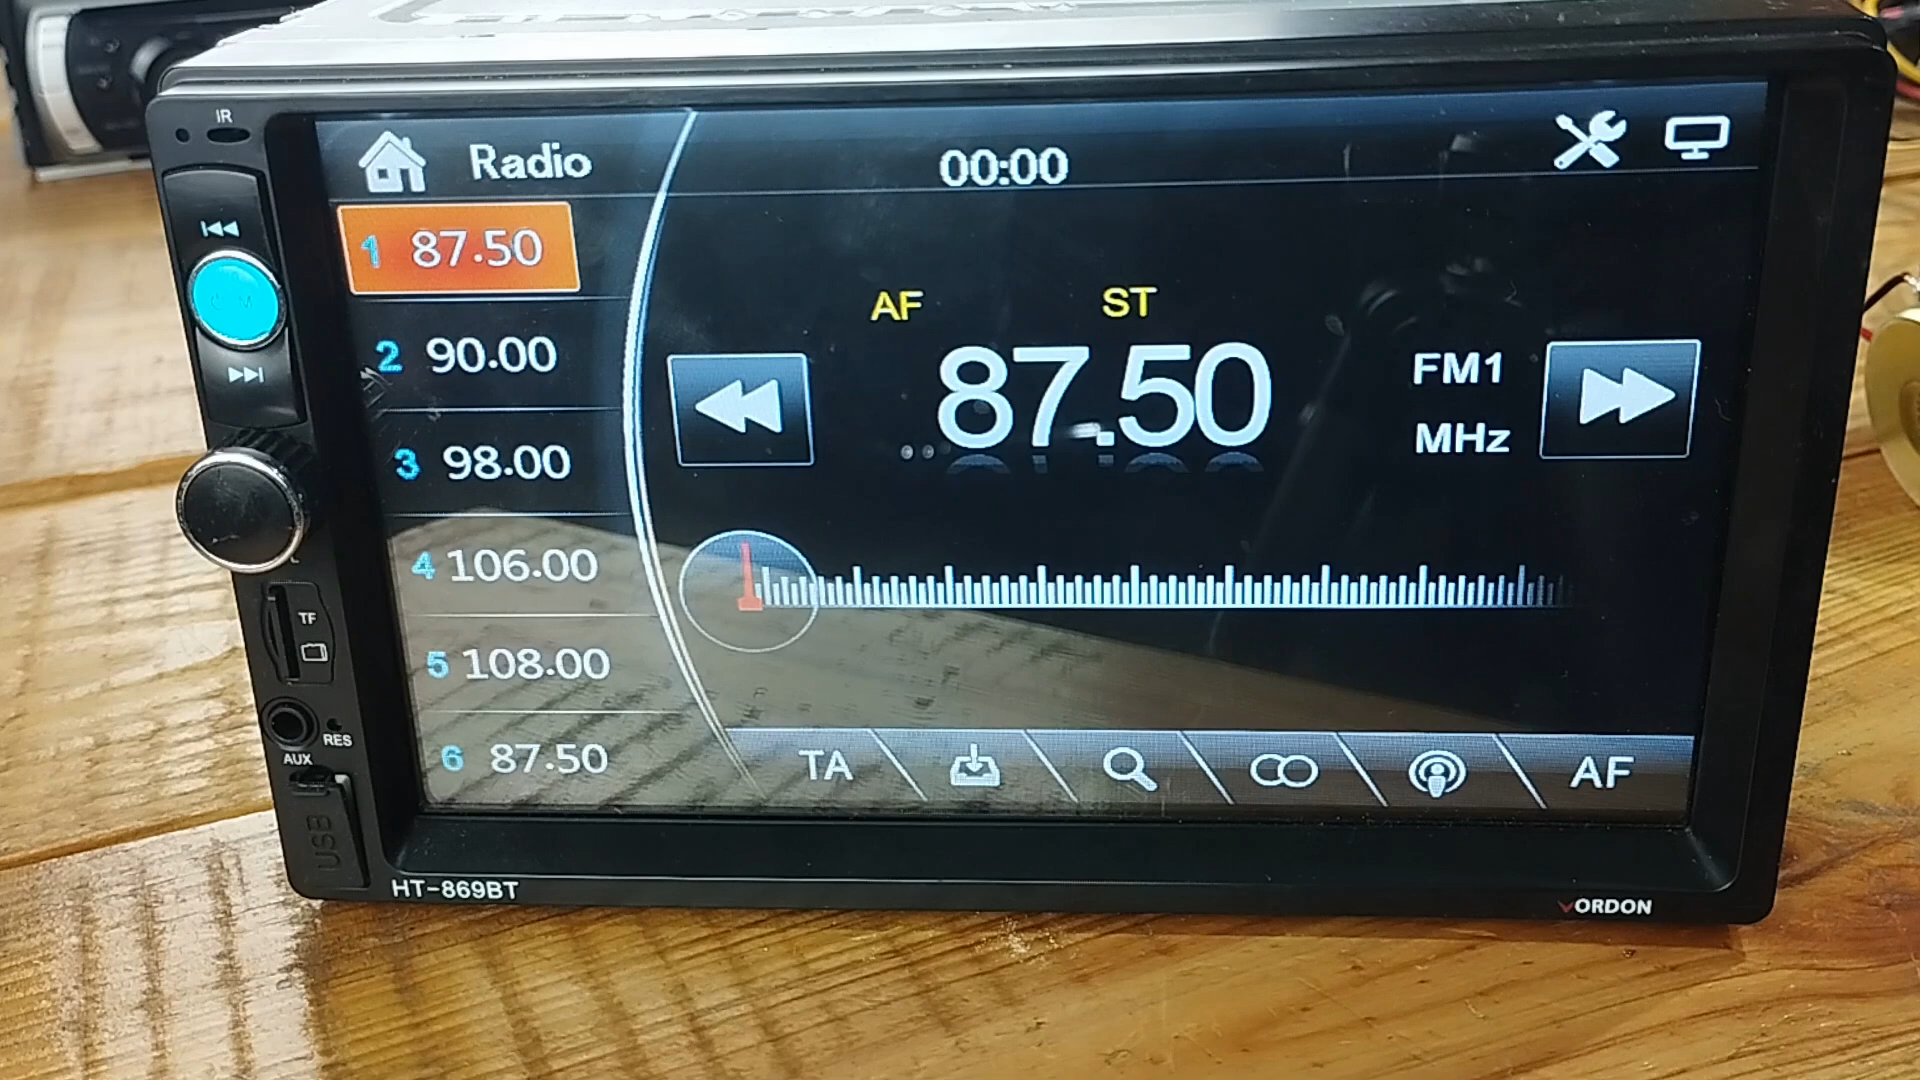 IR
Radio
00:00
1 87.50
2 90.00
3 98.00
4 106.00
5 108.00
6 87.50
AF ST
87.50
FM1
MHz
TA
AF
TF
RES
AUX
USB
HT-869BT
VORDON